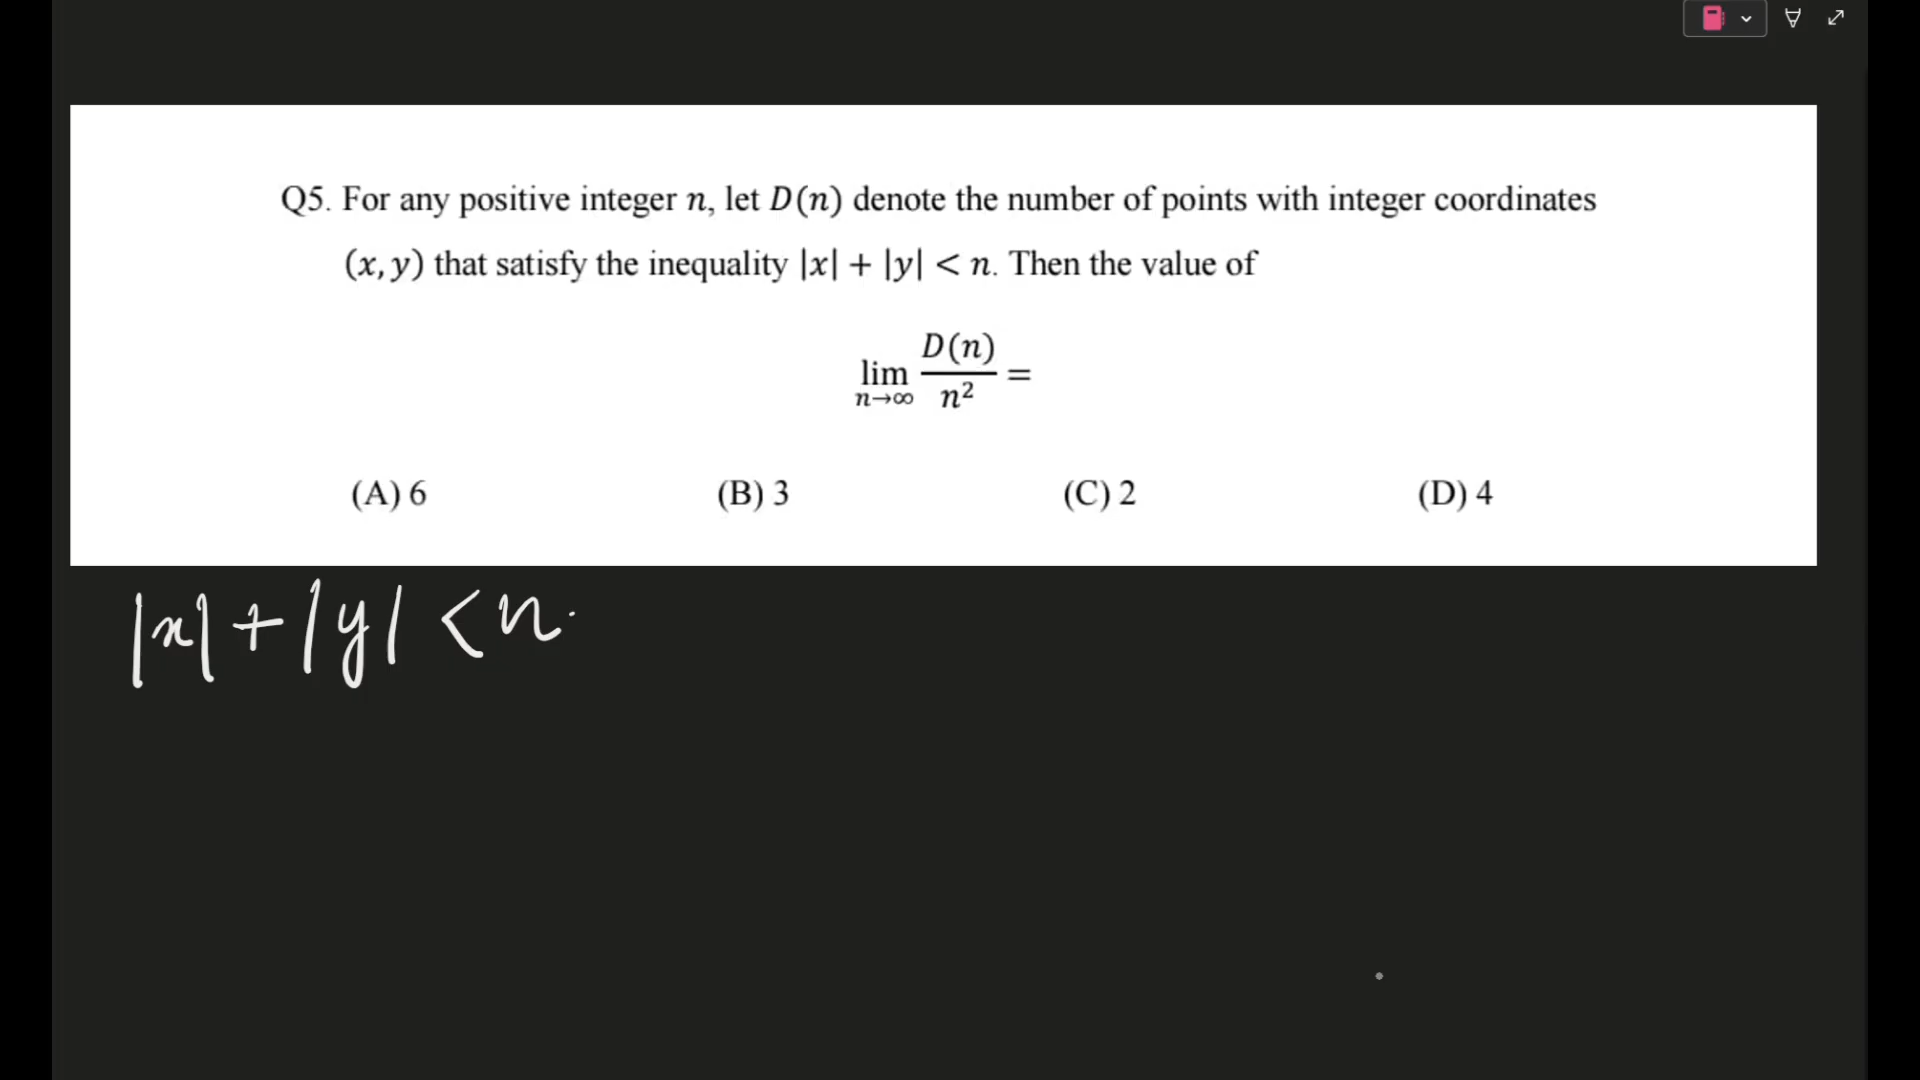 Q5. For any positive integer n, let D(n) denote the number of points with integer coordinates
(x, y) that satisfy the inequality |x| + |y| < n. Then the value of
lim n→∞ D(n)/n² =
(A) 6 (B) 3 (C) 2 (D) 4
|x| + |y| < n.